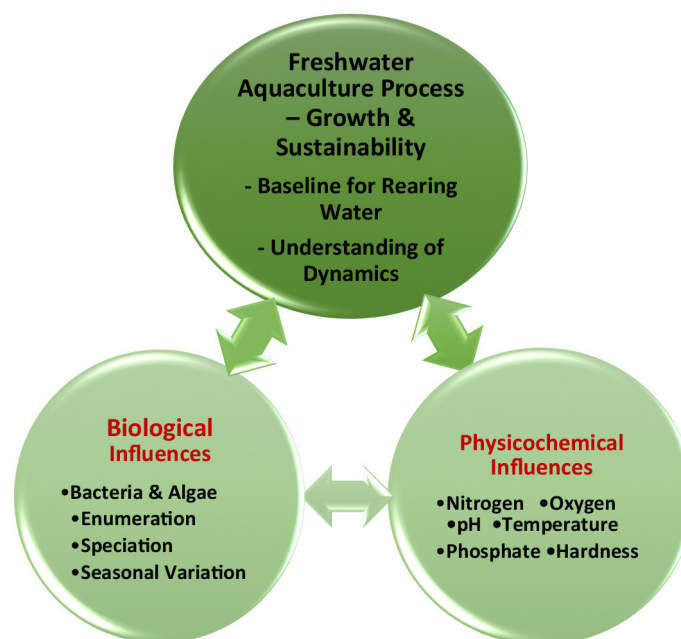 Freshwater
Aquaculture Process
– Growth &
Sustainability
- Baseline for Rearing
Water
- Understanding of
Dynamics
Biological
Influences
•Bacteria & Algae
•Enumeration
•Speciation
•Seasonal Variation
Physicochemical
Influences
•Nitrogen •Oxygen
•pH •Temperature
•Phosphate •Hardness